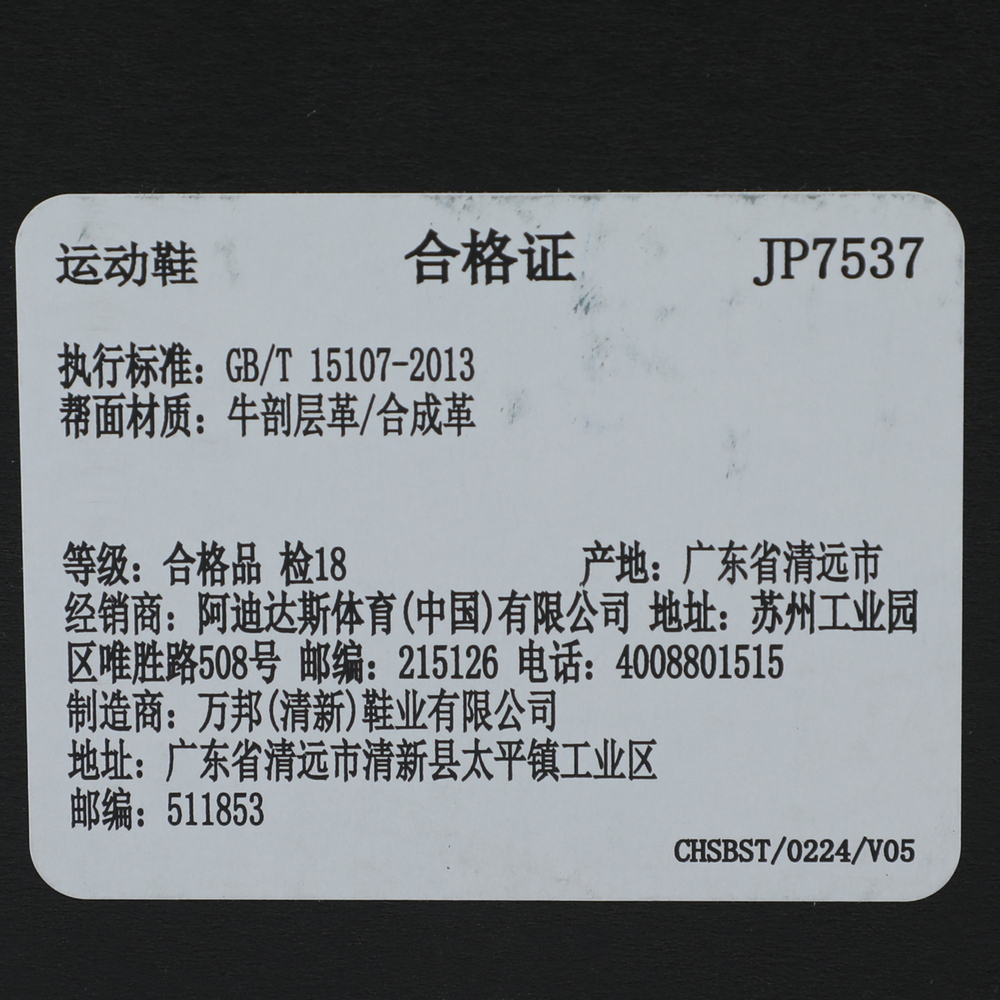 运动鞋 合格证 JP7537
执行标准：GB/T 15107-2013
帮面材质：牛剖层革/合成革
等级：合格品 检18 产地：广东省清远市
经销商：阿迪达斯体育(中国)有限公司 地址：苏州工业园
区唯胜路508号 邮编：215126 电话：4008801515
制造商：万邦(清新)鞋业有限公司
地址：广东省清远市清新县太平镇工业区
邮编：511853
CHSBST/0224/V05